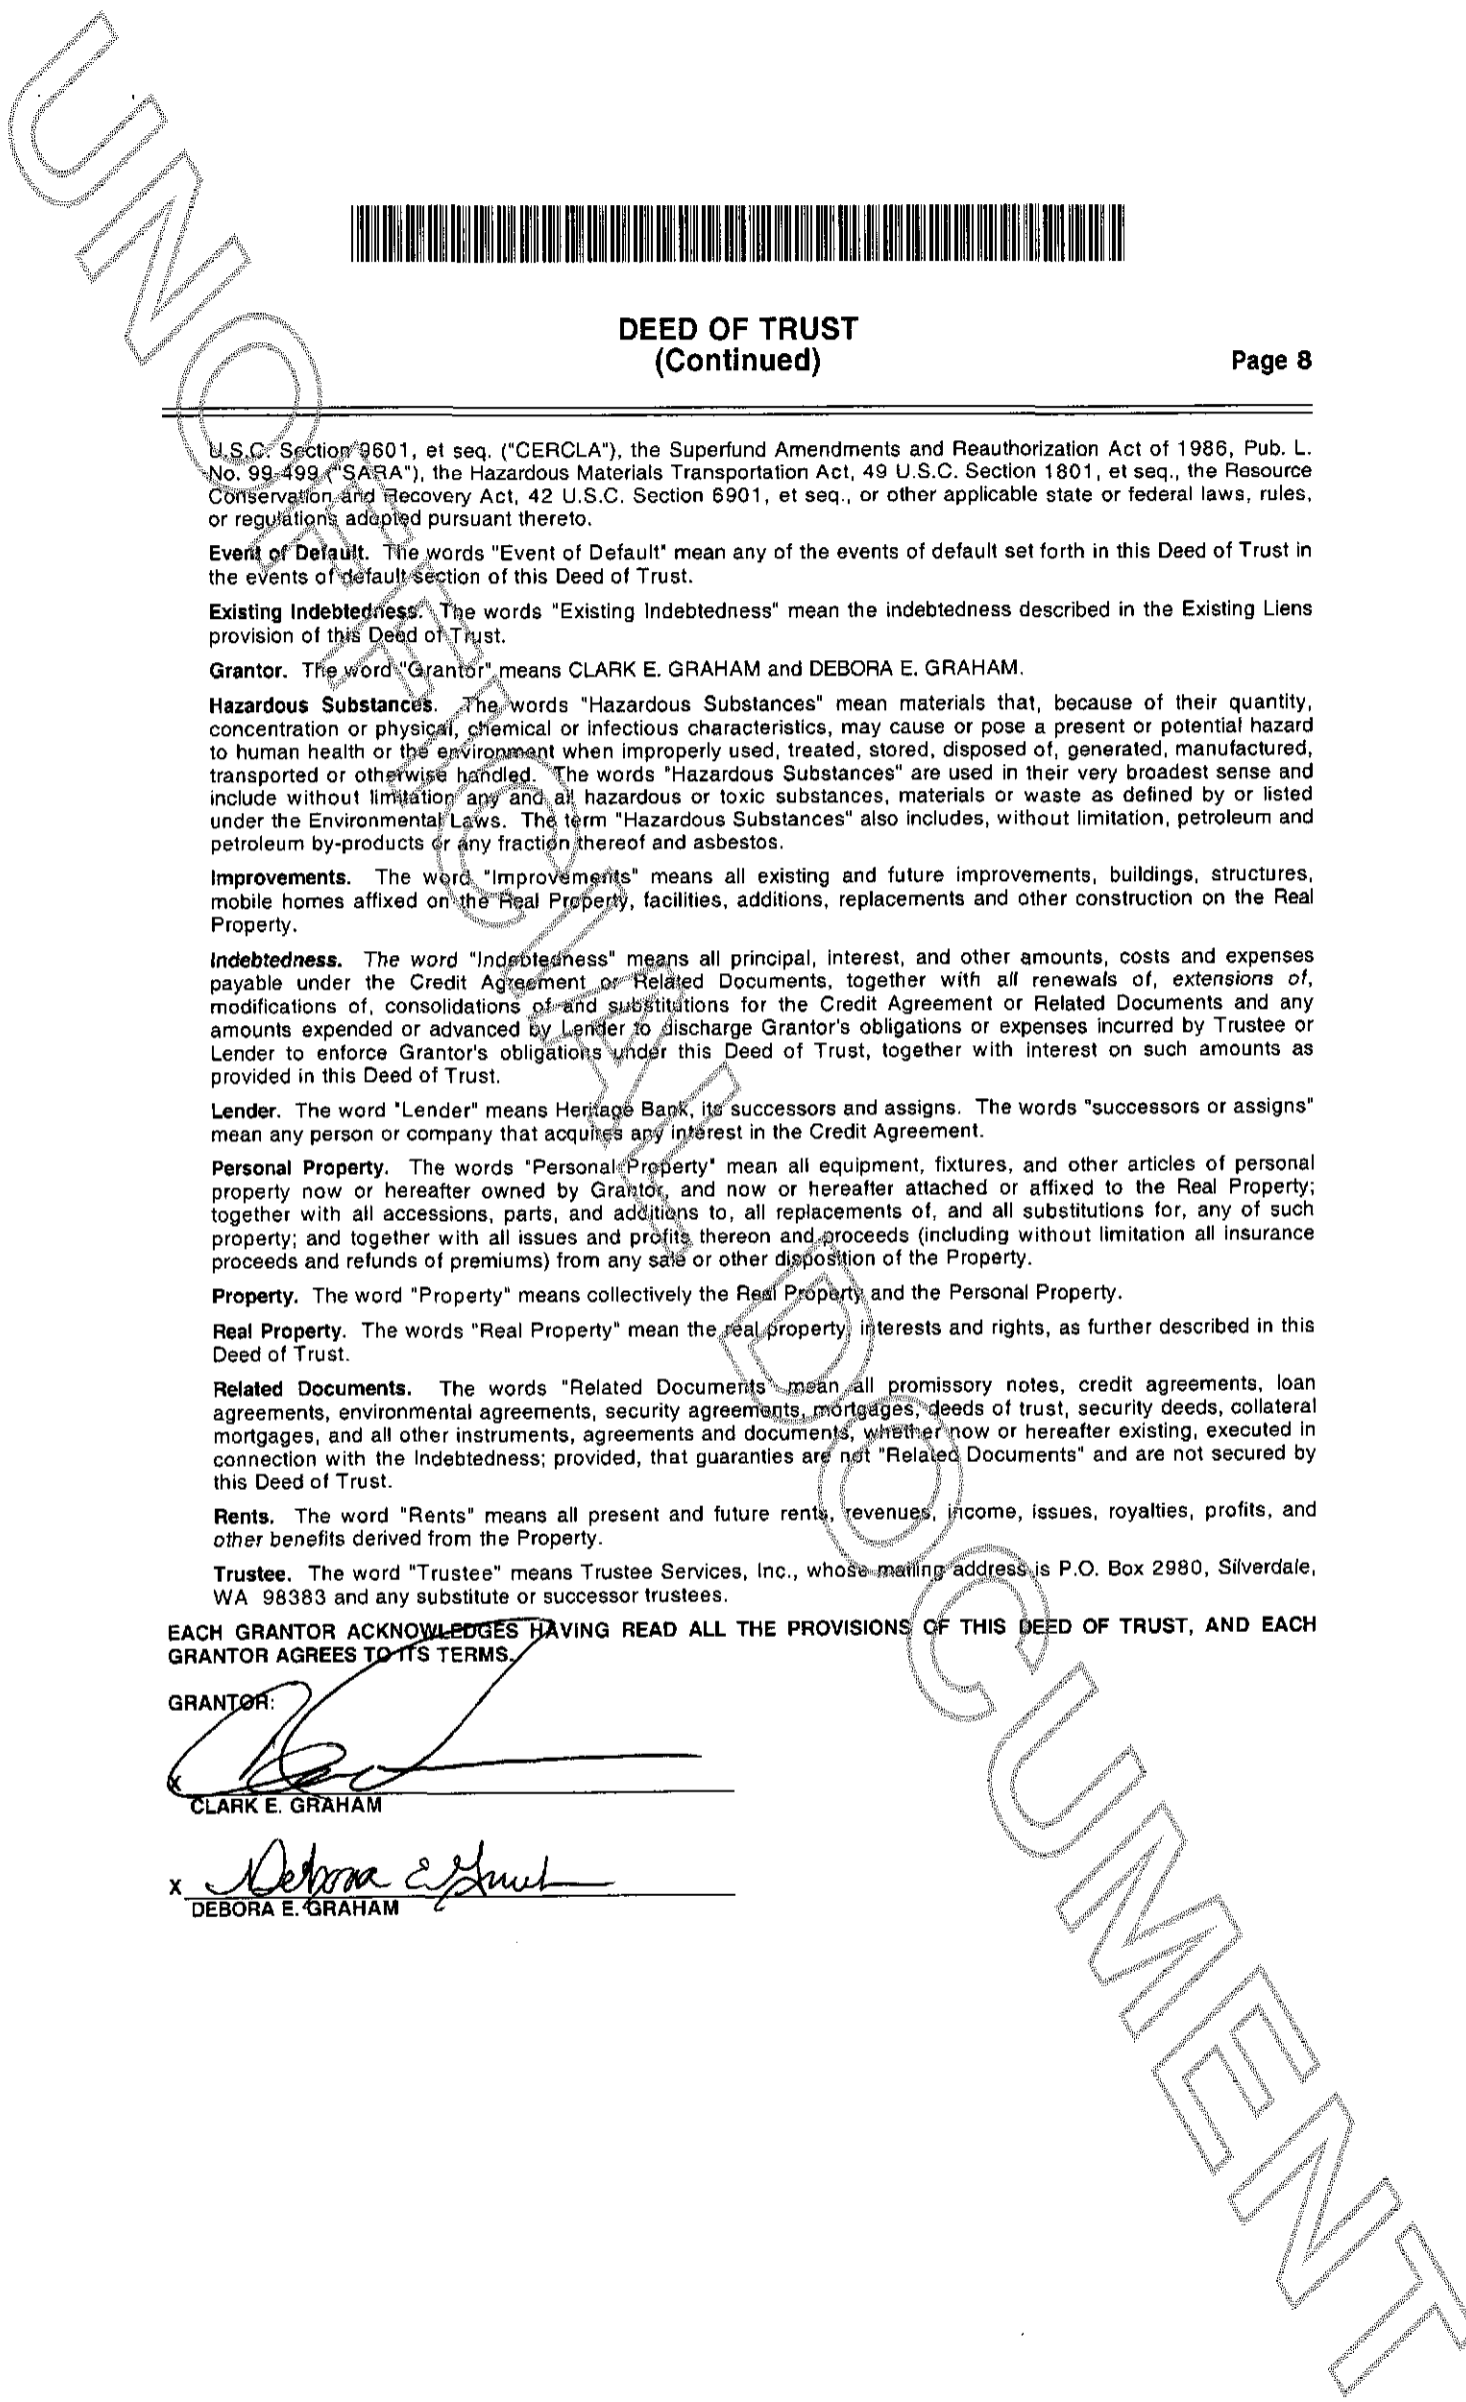 DEED OF TRUST
(Continued)
Page 8
U.S.C. Section 9601, et seq. ("CERCLA"), the Superfund Amendments and Reauthorization Act of 1986, Pub. L.
No. 99-499 ("SARA"), the Hazardous Materials Transportation Act, 49 U.S.C. Section 1801, et seq., the Resource
Conservation and Recovery Act, 42 U.S.C. Section 6901, et seq., or other applicable state or federal laws, rules,
or regulations adopted pursuant thereto.
Event of Default. The words "Event of Default" mean any of the events of default set forth in this Deed of Trust in
the events of default section of this Deed of Trust.
Existing Indebtedness. The words "Existing Indebtedness" mean the indebtedness described in the Existing Liens
provision of this Deed of Trust.
Grantor. The word "Grantor" means CLARK E. GRAHAM and DEBORA E. GRAHAM.
Hazardous Substances. The words "Hazardous Substances" mean materials that, because of their quantity,
concentration or physical, chemical or infectious characteristics, may cause or pose a present or potential hazard
to human health or the environment when improperly used, treated, stored, disposed of, generated, manufactured,
transported or otherwise handled. The words "Hazardous Substances" are used in their very broadest sense and
include without limitation any and all hazardous or toxic substances, materials or waste as defined by or listed
under the Environmental Laws. The term "Hazardous Substances" also includes, without limitation, petroleum and
petroleum by-products or any fraction thereof and asbestos.
Improvements. The word "Improvements" means all existing and future improvements, buildings, structures,
mobile homes affixed on the Real Property, facilities, additions, replacements and other construction on the Real
Property.
Indebtedness. The word "Indebtedness" means all principal, interest, and other amounts, costs and expenses
payable under the Credit Agreement or Related Documents, together with all renewals of, extensions of,
modifications of, consolidations of and substitutions for the Credit Agreement or Related Documents and any
amounts expended or advanced by Lender to discharge Grantor's obligations or expenses incurred by Trustee or
Lender to enforce Grantor's obligations under this Deed of Trust, together with interest on such amounts as
provided in this Deed of Trust.
Lender. The word "Lender" means Heritage Bank, its successors and assigns. The words "successors or assigns"
mean any person or company that acquires any interest in the Credit Agreement.
Personal Property. The words "Personal Property" mean all equipment, fixtures, and other articles of personal
property now or hereafter owned by Grantor, and now or hereafter attached or affixed to the Real Property;
together with all accessions, parts, and additions to, all replacements of, and all substitutions for, any of such
property; and together with all issues and profits thereon and proceeds (including without limitation all insurance
proceeds and refunds of premiums) from any sale or other disposition of the Property.
Property. The word "Property" means collectively the Real Property and the Personal Property.
Real Property. The words "Real Property" mean the real property, interests and rights, as further described in this
Deed of Trust.
Related Documents. The words "Related Documents" mean all promissory notes, credit agreements, loan
agreements, environmental agreements, security agreements, mortgages, deeds of trust, security deeds, collateral
mortgages, and all other instruments, agreements and documents, whether now or hereafter existing, executed in
connection with the Indebtedness; provided, that guaranties are not "Related Documents" and are not secured by
this Deed of Trust.
Rents. The word "Rents" means all present and future rents, revenues, income, issues, royalties, profits, and
other benefits derived from the Property.
Trustee. The word "Trustee" means Trustee Services, Inc., whose mailing address is P.O. Box 2980, Silverdale,
WA 98383 and any substitute or successor trustees.
EACH GRANTOR ACKNOWLEDGES HAVING READ ALL THE PROVISIONS OF THIS DEED OF TRUST, AND EACH
GRANTOR AGREES TO ITS TERMS.
GRANTOR:
X
CLARK E. GRAHAM
X Debora E
DEBORA E. GRAHAM
UNOFFICIAL DOCUMENT